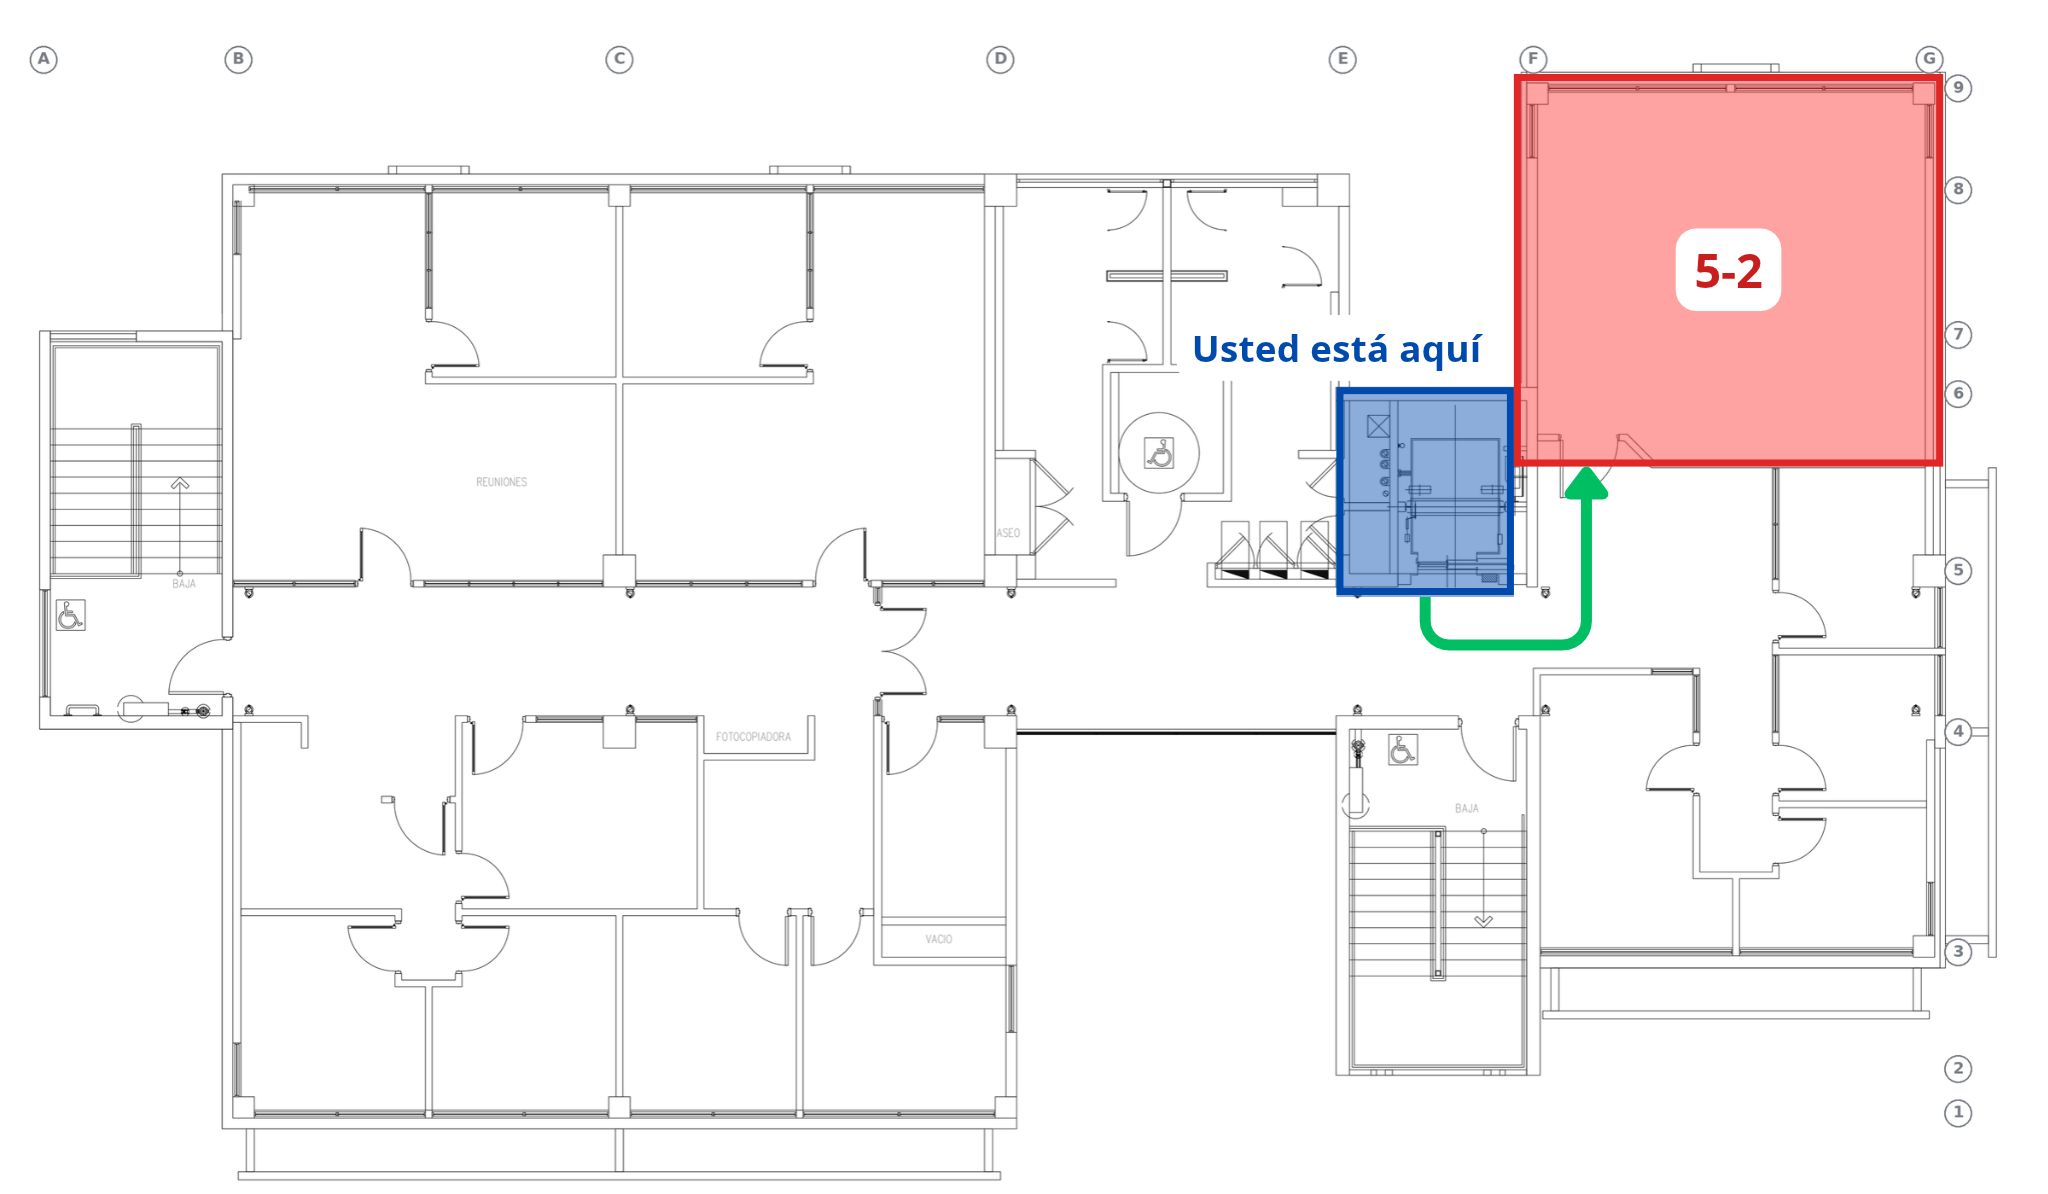 A
B
C
D
E
F
G
9
8
5-2
7
Usted está aquí
6
REUNIONES
ASEO
5
BAJA
4
FOTOCOPIADORA
BAJA
VACIO
3
2
1